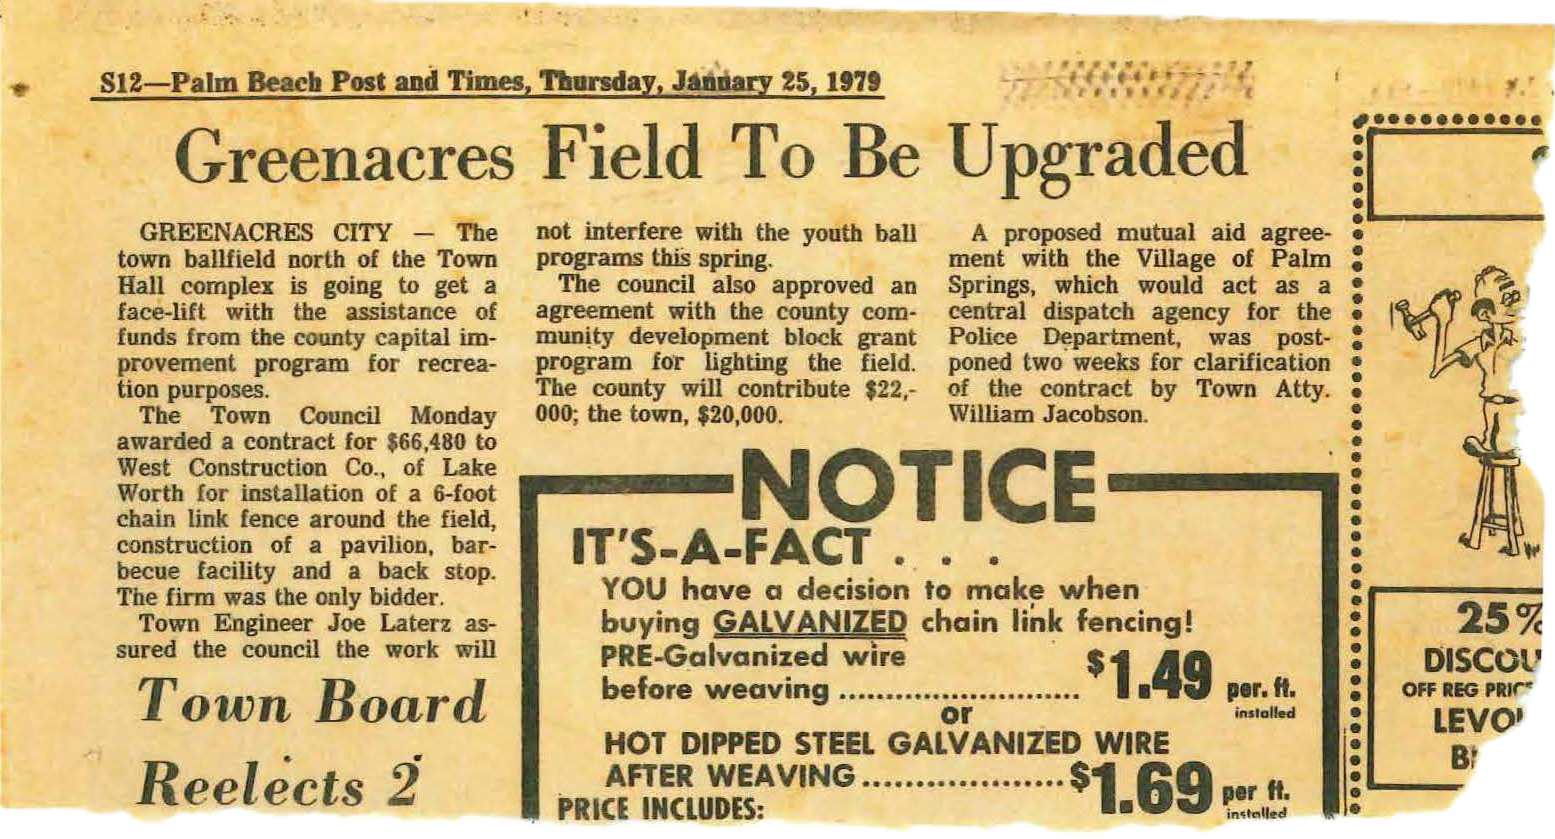 S12—Palm Beach Post and Times, Thursday, January 25, 1979
Greenacres Field To Be Upgraded
GREENACRES CITY — The
town ballfield north of the Town
Hall complex is going to get a
face-lift with the assistance of
funds from the county capital im-
provement program for recrea-
tion purposes.
The Town Council Monday
awarded a contract for $66,480 to
West Construction Co., of Lake
Worth for installation of a 6-foot
chain link fence around the field,
construction of a pavilion, bar-
becue facility and a back stop.
The firm was the only bidder.
Town Engineer Joe Laterz as-
sured the council the work will
not interfere with the youth ball
programs this spring.
The council also approved an
agreement with the county com-
munity development block grant
program for lighting the field.
The county will contribute $22,-
000; the town, $20,000.
A proposed mutual aid agree-
ment with the Village of Palm
Springs, which would act as a
central dispatch agency for the
Police Department, was post-
poned two weeks for clarification
of the contract by Town Atty.
William Jacobson.
Town Board
Reelects 2
NOTICE
IT'S-A-FACT . . .
YOU have a decision to make when
buying GALVANIZED chain link fencing!
PRE-Galvanized wire
before weaving .......................... $1.49 per. ft.
installed
or
HOT DIPPED STEEL GALVANIZED WIRE
AFTER WEAVING ..................... $1.69 per ft.
installed
PRICE INCLUDES:
25%
DISCOU
OFF REG PRIC
LEVO